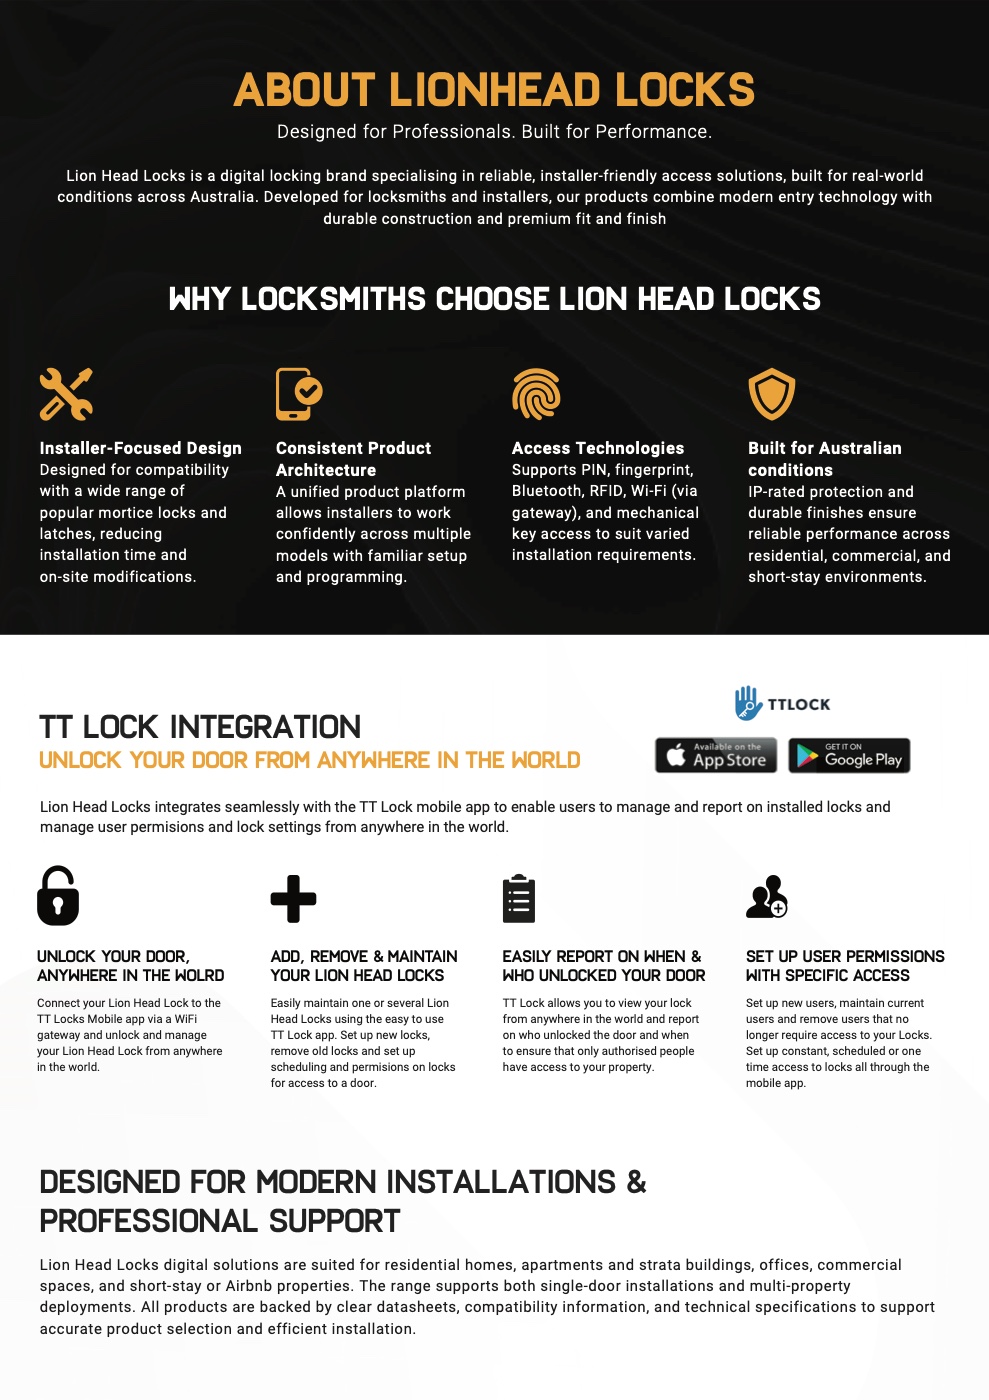 ABOUT LIONHEAD LOCKS
Designed for Professionals. Built for Performance.
Lion Head Locks is a digital locking brand specialising in reliable, installer-friendly access solutions, built for real-world
conditions across Australia. Developed for locksmiths and installers, our products combine modern entry technology with
durable construction and premium fit and finish
WHY LOCKSMITHS CHOOSE LION HEAD LOCKS
Installer-Focused Design
Designed for compatibility
with a wide range of
popular mortice locks and
latches, reducing
installation time and
on-site modifications.
Consistent Product
Architecture
A unified product platform
allows installers to work
confidently across multiple
models with familiar setup
and programming.
Access Technologies
Supports PIN, fingerprint,
Bluetooth, RFID, Wi-Fi (via
gateway), and mechanical
key access to suit varied
installation requirements.
Built for Australian
conditions
IP-rated protection and
durable finishes ensure
reliable performance across
residential, commercial, and
short-stay environments.
TT LOCK INTEGRATION
UNLOCK YOUR DOOR FROM ANYWHERE IN THE WORLD
TTLOCK
Available on the
App Store
GET IT ON
Google Play
Lion Head Locks integrates seamlessly with the TT Lock mobile app to enable users to manage and report on installed locks and
manage user permisions and lock settings from anywhere in the world.
UNLOCK YOUR DOOR,
ANYWHERE IN THE WOLRD
Connect your Lion Head Lock to the
TT Locks Mobile app via a WiFi
gateway and unlock and manage
your Lion Head Lock from anywhere
in the world.
ADD, REMOVE & MAINTAIN
YOUR LION HEAD LOCKS
Easily maintain one or several Lion
Head Locks using the easy to use
TT Lock app. Set up new locks,
remove old locks and set up
scheduling and permisions on locks
for access to a door.
EASILY REPORT ON WHEN &
WHO UNLOCKED YOUR DOOR
TT Lock allows you to view your lock
from anywhere in the world and report
on who unlocked the door and when
to ensure that only authorised people
have access to your property.
SET UP USER PERMISSIONS
WITH SPECIFIC ACCESS
Set up new users, maintain current
users and remove users that no
longer require access to your Locks.
Set up constant, scheduled or one
time access to locks all through the
mobile app.
DESIGNED FOR MODERN INSTALLATIONS &
PROFESSIONAL SUPPORT
Lion Head Locks digital solutions are suited for residential homes, apartments and strata buildings, offices, commercial
spaces, and short-stay or Airbnb properties. The range supports both single-door installations and multi-property
deployments. All products are backed by clear datasheets, compatibility information, and technical specifications to support
accurate product selection and efficient installation.